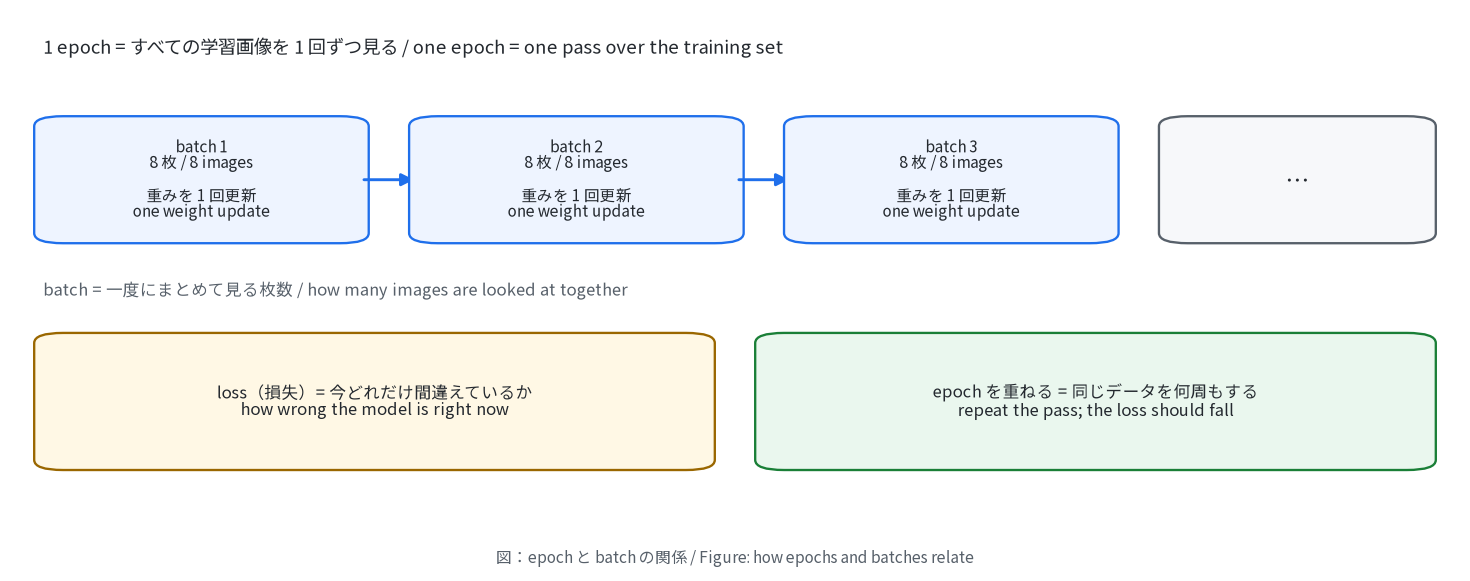 1 epoch = すべての学習画像を 1 回ずつ見る / one epoch = one pass over the training set
batch 1
8 枚 / 8 images
重みを 1 回更新
one weight update
batch 2
8 枚 / 8 images
重みを 1 回更新
one weight update
batch 3
8 枚 / 8 images
重みを 1 回更新
one weight update
…
batch = 一度にまとめて見る枚数 / how many images are looked at together
loss（損失）= 今どれだけ間違えているか
how wrong the model is right now
epoch を重ねる = 同じデータを何周もする
repeat the pass; the loss should fall
図：epoch と batch の関係 / Figure: how epochs and batches relate